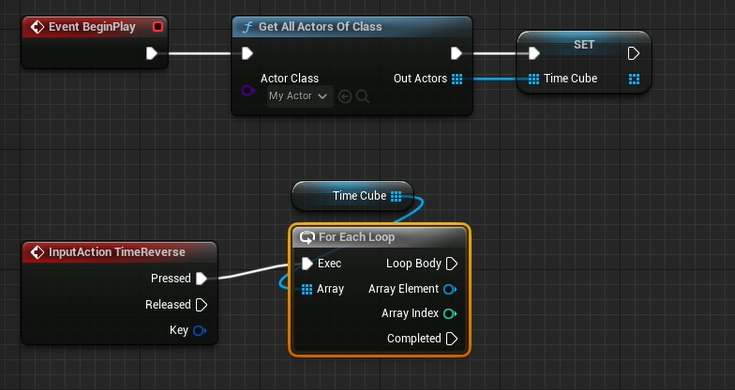 Event BeginPlay
f Get All Actors Of Class
SET
Actor Class
My Actor
Out Actors
Time Cube
Time Cube
For Each Loop
InputAction TimeReverse
Pressed
Released
Key
Exec
Loop Body
Array
Array Element
Array Index
Completed